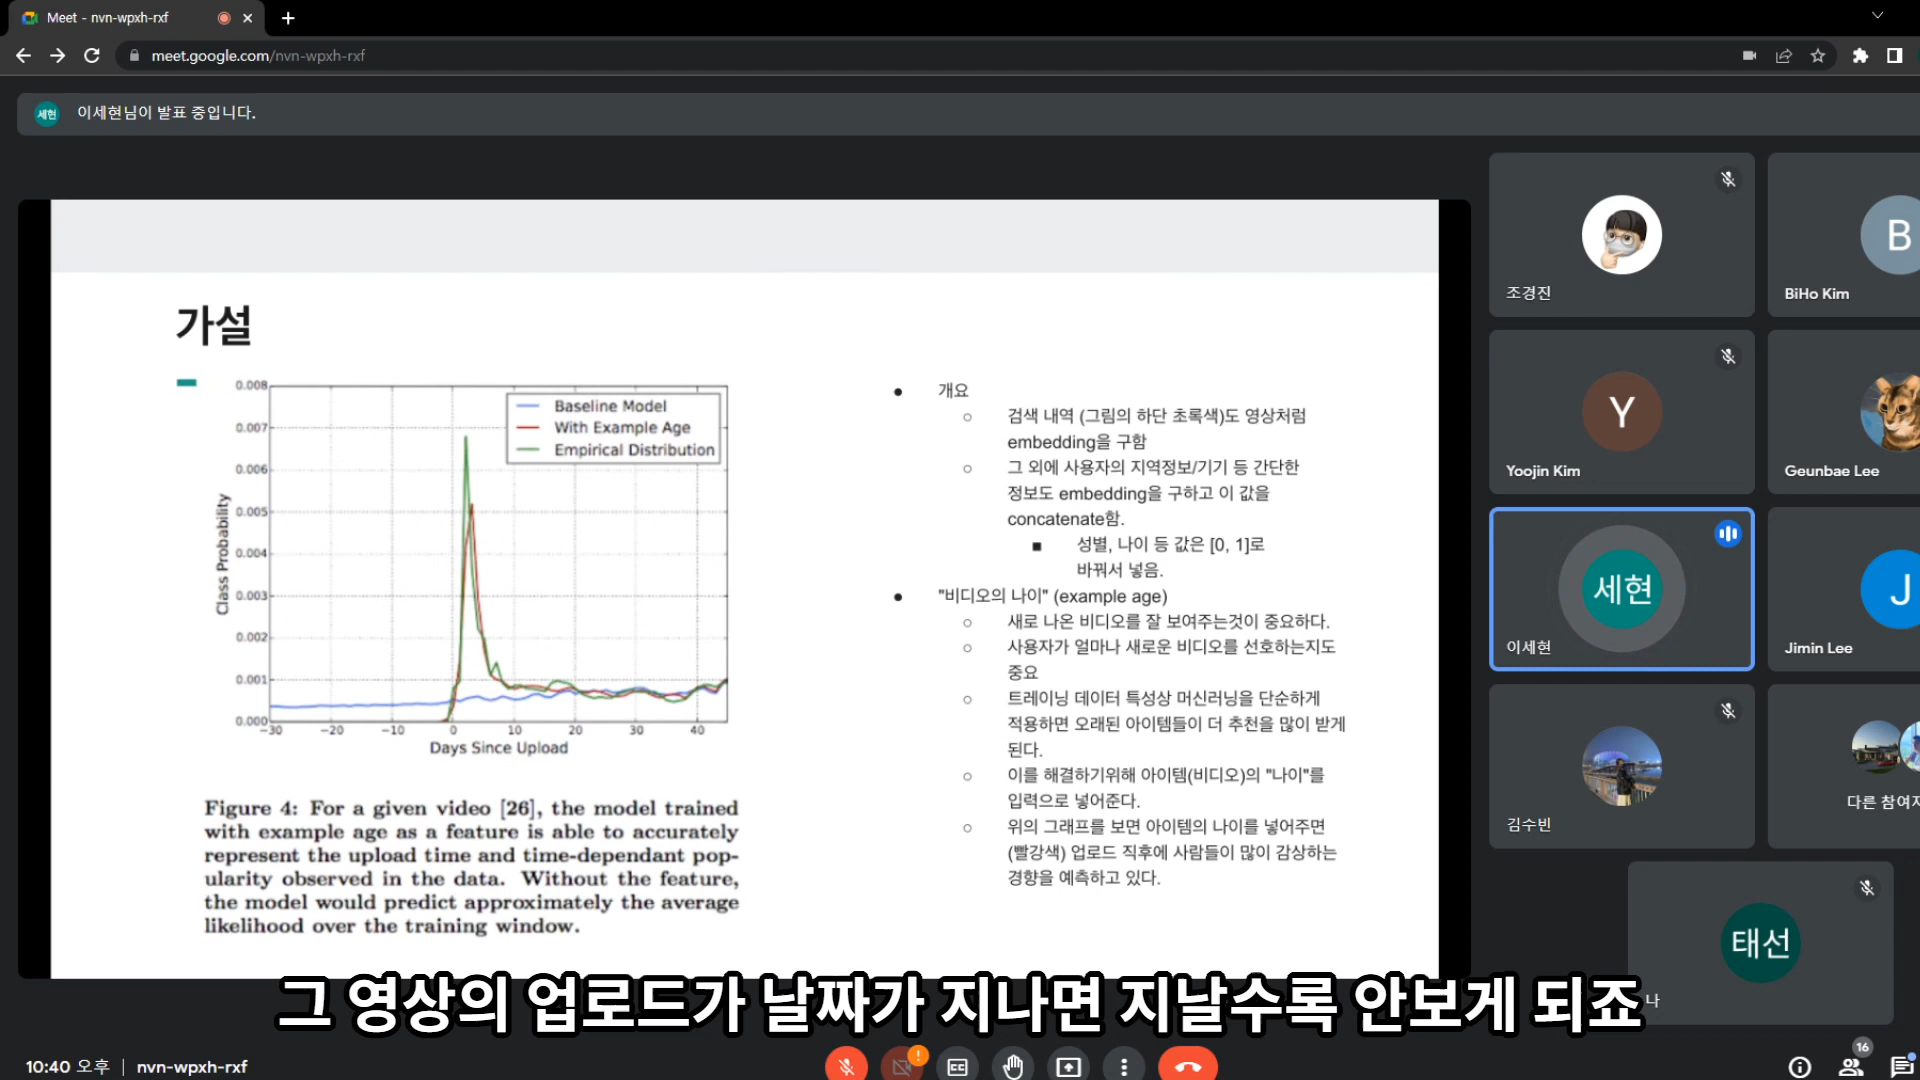 Meet - nvn-wpxh-rxf
meet.google.com/nvn-wpxh-rxf
세현
이세현님이 발표 중입니다.
가설
0.008
0.007
0.006
0.005
0.004
0.003
0.002
0.001
0.000
Class Probability
Baseline Model
With Example Age
Empirical Distribution
−30 −20 −10 0 10 20 30 40
Days Since Upload
Figure 4: For a given video [26], the model trained
with example age as a feature is able to accurately
represent the upload time and time-dependant pop-
ularity observed in the data. Without the feature,
the model would predict approximately the average
likelihood over the training window.
● 개요
○ 검색 내역 (그림의 하단 초록색)도 영상처럼
embedding을 구함
○ 그 외에 사용자의 지역정보/기기 등 간단한
정보도 embedding을 구하고 이 값을
concatenate함.
■ 성별, 나이 등 값은 [0, 1]로
바꿔서 넣음.
● "비디오의 나이" (example age)
○ 새로 나온 비디오를 잘 보여주는것이 중요하다.
○ 사용자가 얼마나 새로운 비디오를 선호하는지도
중요
○ 트레이닝 데이터 특성상 머신러닝을 단순하게
적용하면 오래된 아이템들이 더 추천을 많이 받게
된다.
○ 이를 해결하기위해 아이템(비디오)의 "나이"를
입력으로 넣어준다.
○ 위의 그래프를 보면 아이템의 나이를 넣어주면
(빨강색) 업로드 직후에 사람들이 많이 감상하는
경향을 예측하고 있다.
조경진
B
BiHo Kim
Y
Yoojin Kim
Geunbae Lee
세현
이세현
J
Jimin Lee
김수빈
다른 참여자
태선
나
그 영상의 업로드가 날짜가 지나면 지날수록 안보게 되죠
10:40 오후 | nvn-wpxh-rxf
!
CC
16